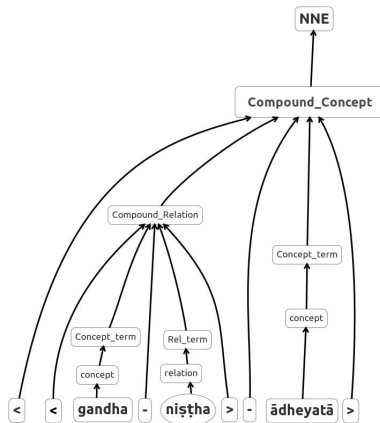 NNE
Compound_Concept
Compound_Relation
Concept_term
Concept_term Rel_term
concept
concept relation
< < gandha - niṣṭha > - ādheyatā >